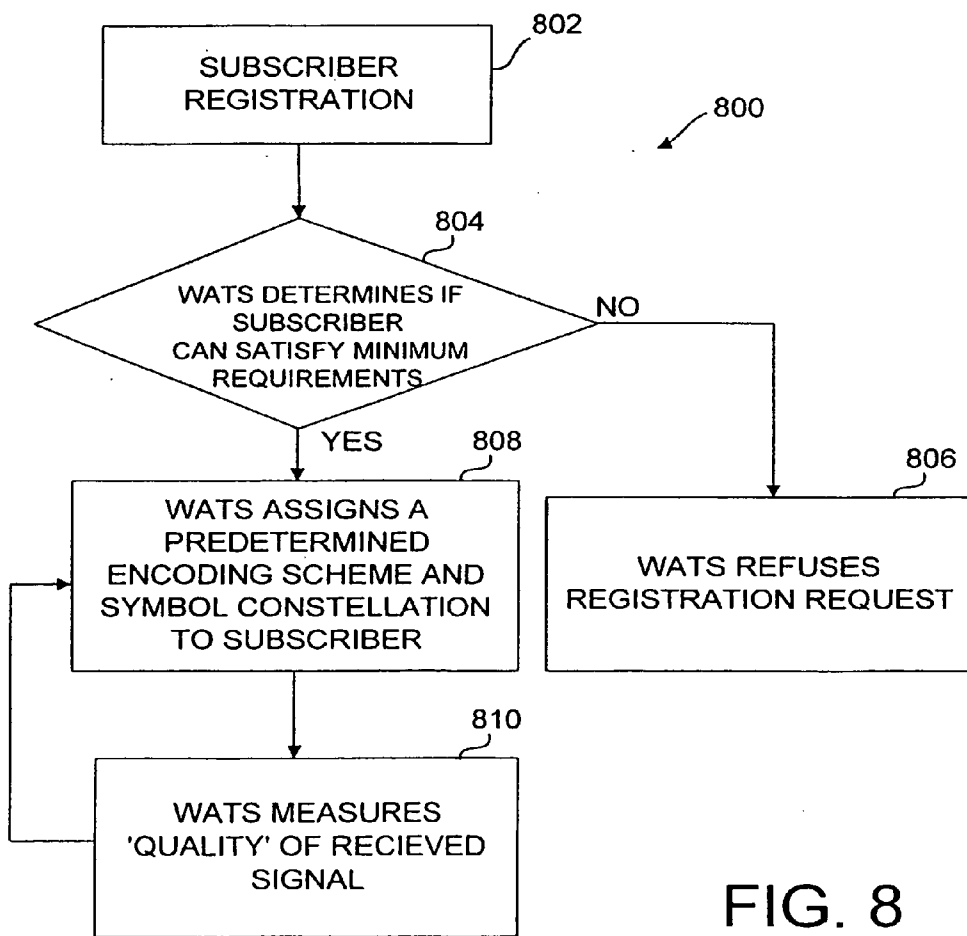 802
SUBSCRIBER
REGISTRATION
800
804
WATS DETERMINES IF
SUBSCRIBER
CAN SATISFY MINIMUM
REQUIREMENTS
NO
YES
808
806
WATS ASSIGNS A
PREDETERMINED
ENCODING SCHEME AND
SYMBOL CONSTELLATION
TO SUBSCRIBER
WATS REFUSES
REGISTRATION REQUEST
810
WATS MEASURES
'QUALITY' OF RECIEVED
SIGNAL
FIG. 8